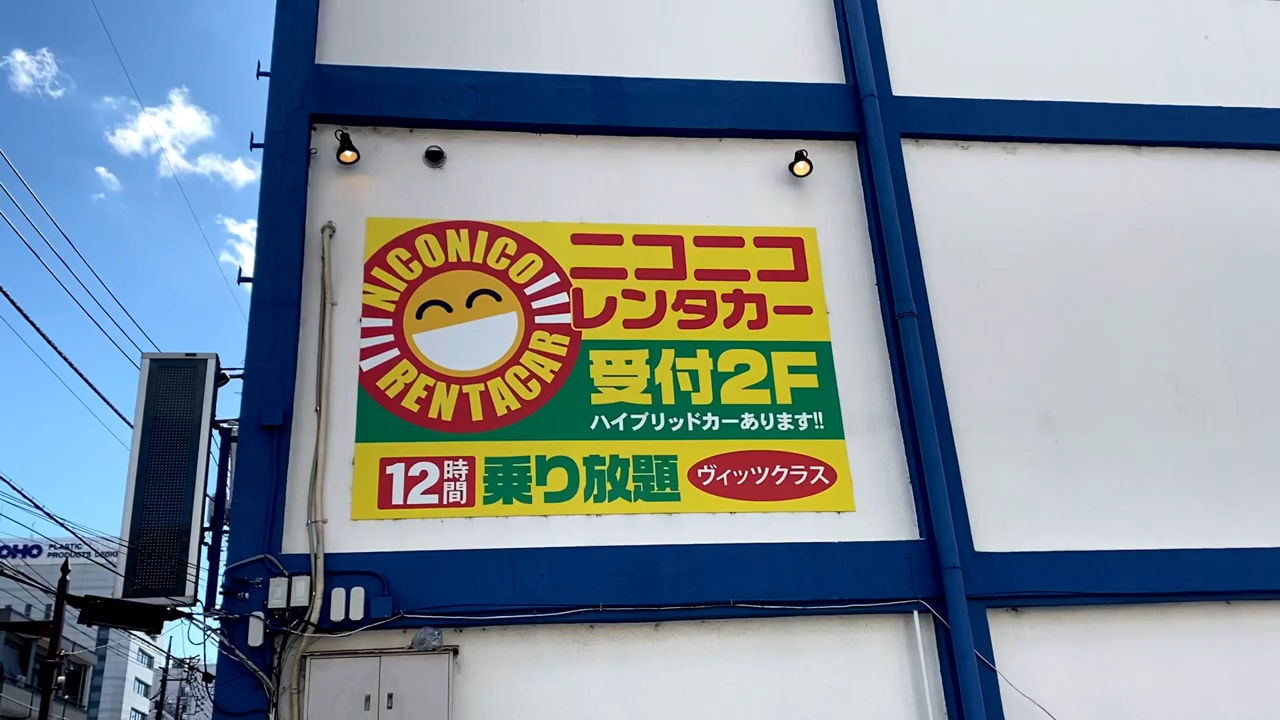 NICONICO
RENTACAR
ニコニコ
レンタカー
受付2F
ハイブリッドカーあります!!
12時間 乗り放題 ヴィッツクラス
OHO PLASTIC
PRODUCTS